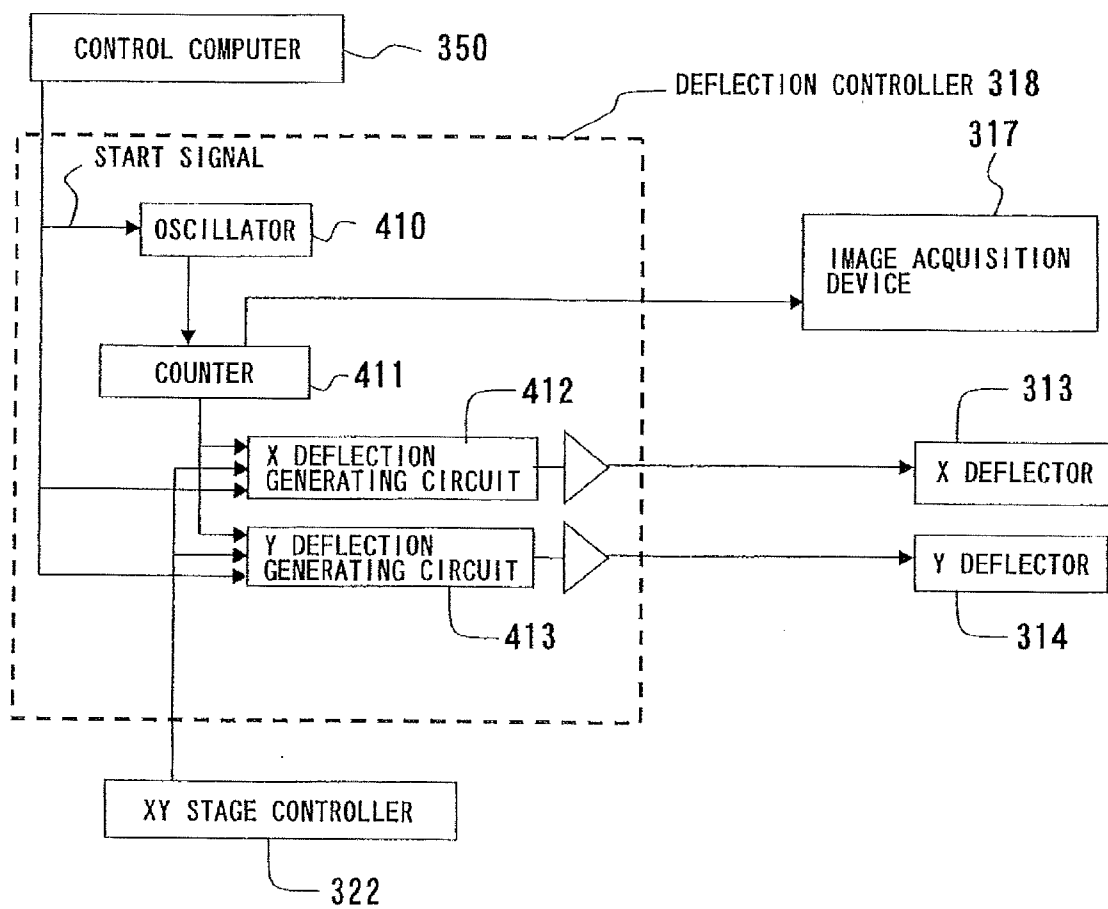 CONTROL COMPUTER
350
DEFLECTION CONTROLLER 318
START SIGNAL
317
OSCILLATOR
410
IMAGE ACQUISITION
DEVICE
COUNTER
411
412
313
X DEFLECTION
GENERATING CIRCUIT
X DEFLECTOR
Y DEFLECTION
GENERATING CIRCUIT
Y DEFLECTOR
413
314
XY STAGE CONTROLLER
322